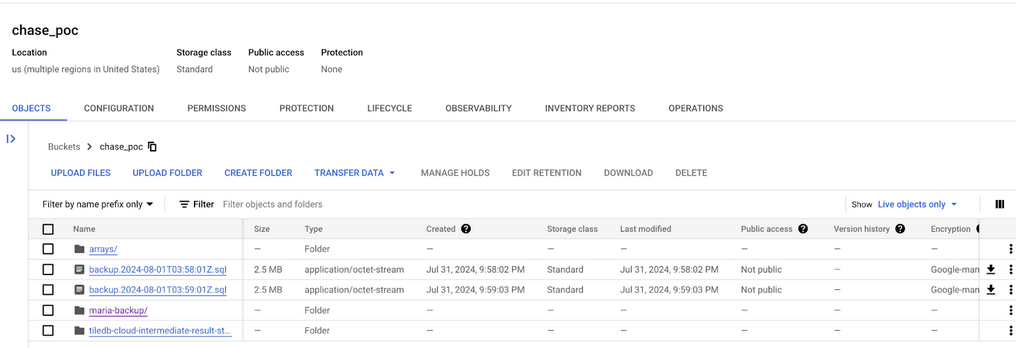 chase_poc
Location Storage class Public access Protection
us (multiple regions in United States) Standard Not public None
OBJECTS CONFIGURATION PERMISSIONS PROTECTION LIFECYCLE OBSERVABILITY INVENTORY REPORTS OPERATIONS
Buckets > chase_poc
UPLOAD FILES UPLOAD FOLDER CREATE FOLDER TRANSFER DATA MANAGE HOLDS EDIT RETENTION DOWNLOAD DELETE
Filter by name prefix only Filter Filter objects and folders Show Live objects only
Name Size Type Created Storage class Last modified Public access Version history Encryption
arrays/ — Folder — — — — — —
backup.2024-08-01T03:58:01Z.sql 2.5 MB application/octet-stream Jul 31, 2024, 9:58:02 PM Standard Jul 31, 2024, 9:58:02 PM Not public — Google-man
backup.2024-08-01T03:59:01Z.sql 2.5 MB application/octet-stream Jul 31, 2024, 9:59:03 PM Standard Jul 31, 2024, 9:59:03 PM Not public — Google-man
maria-backup/ — Folder — — — — — —
tiledb-cloud-intermediate-result-st... — Folder — — — — — —